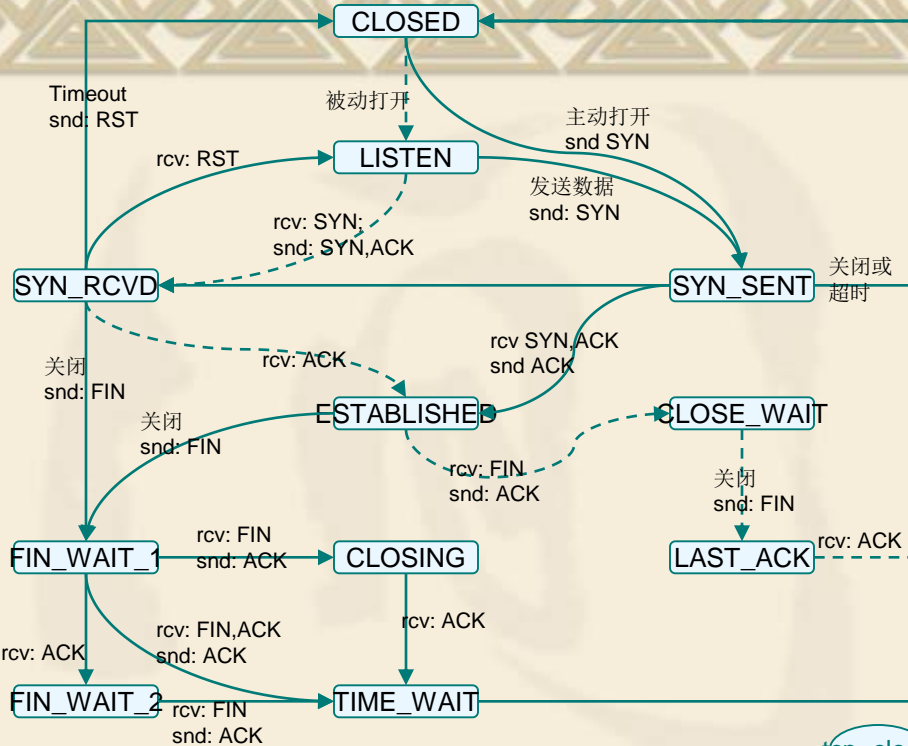 CLOSED
Timeout
snd: RST
被动打开
主动打开
snd SYN
LISTEN
rcv: RST
发送数据
snd: SYN
rcv: SYN;
snd: SYN,ACK
SYN_RCVD
SYN_SENT
关闭或
超时
rcv SYN,ACK
snd ACK
rcv: ACK
关闭
snd: FIN
ESTABLISHED
CLOSE_WAIT
关闭
snd: FIN
rcv: FIN
snd: ACK
关闭
snd: FIN
FIN_WAIT_1
rcv: FIN
snd: ACK
CLOSING
LAST_ACK
rcv: ACK
rcv: ACK
rcv: FIN,ACK
snd: ACK
rcv: ACK
FIN_WAIT_2
rcv: FIN
snd: ACK
TIME_WAIT